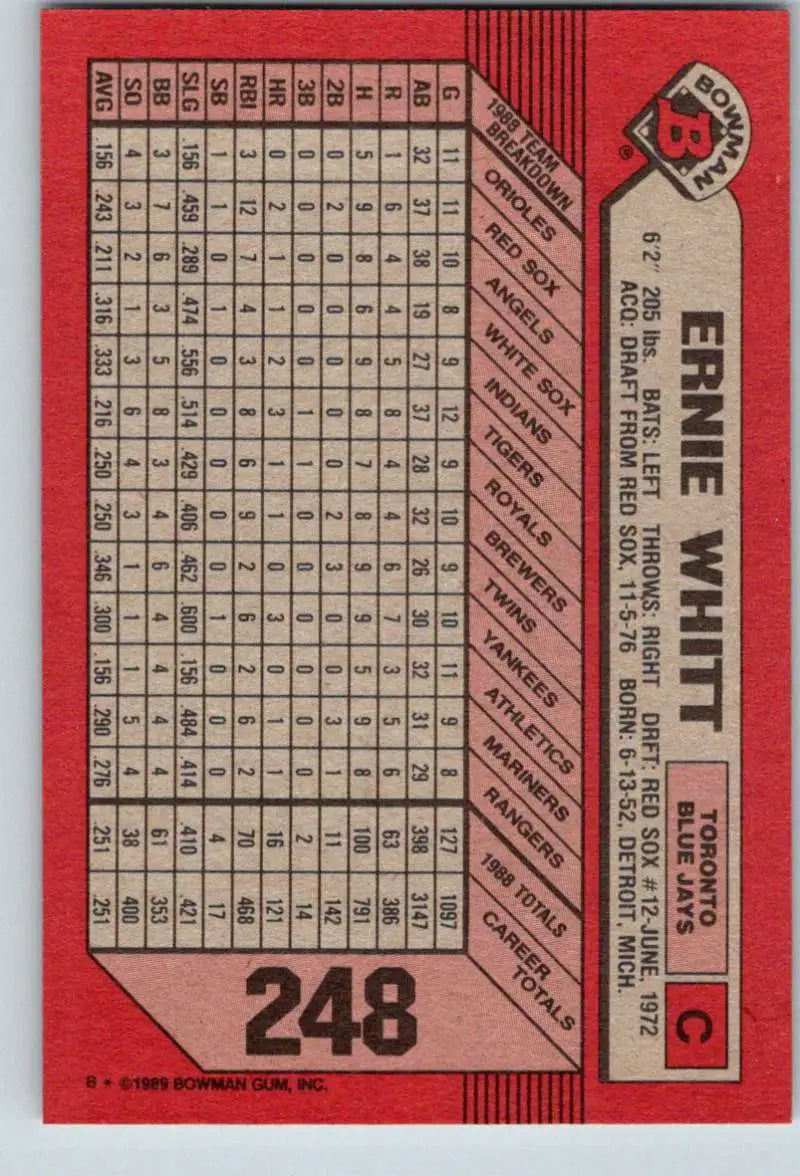 BOWMAN
B
®
ERNIE WHITT
TORONTO
BLUE JAYS
C
6'2" 205 lbs. BATS: LEFT THROWS: RIGHT DRFT: RED SOX #12-JUNE, 1972
ACQ: DRAFT FROM RED SOX, 11-5-76 BORN: 6-13-52, DETROIT, MICH.
1988 TEAM
BREAKDOWN
ORIOLES
RED SOX
ANGELS
WHITE SOX
INDIANS
TIGERS
ROYALS
BREWERS
TWINS
YANKEES
ATHLETICS
MARINERS
RANGERS
1988 TOTALS
CAREER
TOTALS
G 11 11 10 8 9 12 9 10 9 10 11 9 8 127 1097
AB 32 37 38 19 27 37 28 32 26 30 32 31 29 398 3147
R 1 6 4 4 5 8 4 4 6 7 3 5 6 63 386
H 5 9 8 6 9 8 7 8 9 9 5 9 8 100 791
2B 0 2 0 0 0 0 0 2 3 0 0 3 1 11 142
3B 0 0 0 0 0 1 1 0 0 0 0 0 0 2 14
HR 0 2 1 1 2 3 1 1 0 3 0 1 1 16 121
RBI 3 12 7 4 3 8 6 9 2 6 2 6 2 70 468
SB 1 1 0 1 0 0 0 0 0 1 0 0 0 4 17
SLG .156 .459 .289 .474 .556 .514 .429 .406 .462 .600 .156 .484 .414 .410 .421
BB 3 7 6 3 5 8 3 4 6 4 4 4 4 61 353
SO 4 3 2 1 3 6 4 3 1 1 1 5 4 38 400
AVG .156 .243 .211 .316 .333 .216 .250 .250 .346 .300 .156 .290 .276 .251 .251
248
B * ©1989 BOWMAN GUM, INC.